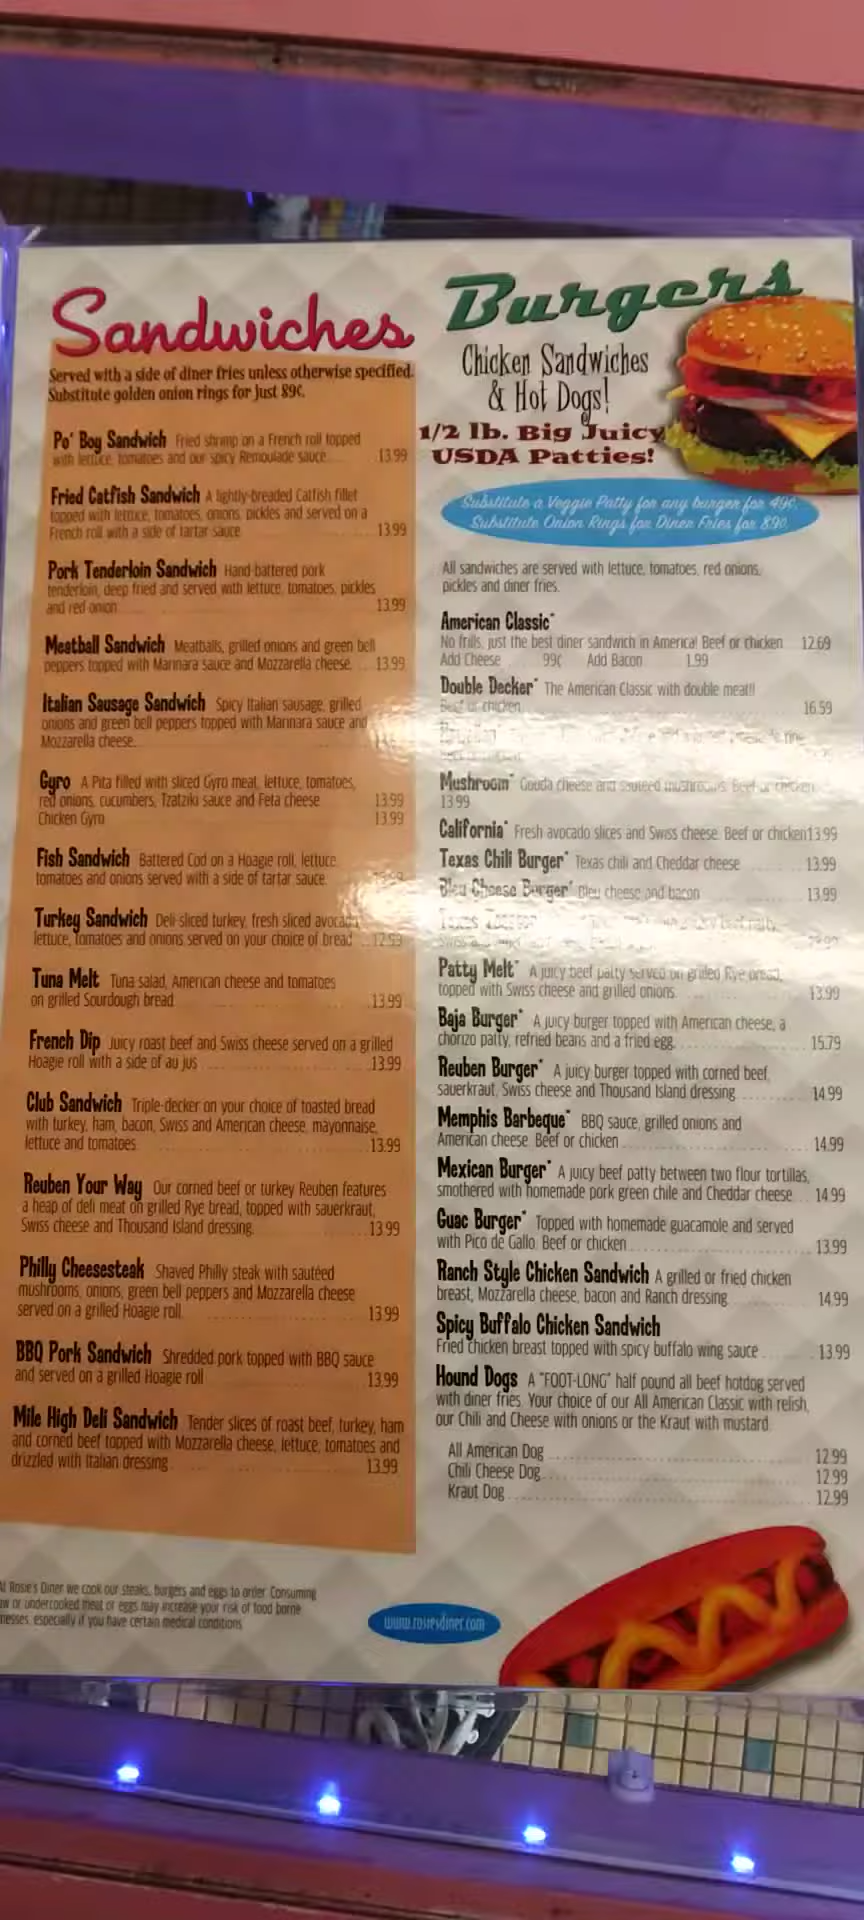 Sandwiches
Served with a side of diner fries unless otherwise specified.
Substitute golden onion rings for just 89¢.
Po' Boy Sandwich Fried shrimp on a French roll topped
with lettuce, tomatoes and our spicy Remoulade sauce 13.99
Fried Catfish Sandwich A lightly-breaded Catfish fillet
topped with lettuce, tomatoes, onions, pickles and served on a
French roll with a side of tartar sauce 13.99
Pork Tenderloin Sandwich Hand-battered pork
tenderloin, deep fried and served with lettuce, tomatoes, pickles
and red onion 13.99
Meatball Sandwich Meatballs, grilled onions and green bell
peppers topped with Marinara sauce and Mozzarella cheese. 13.99
Italian Sausage Sandwich Spicy Italian sausage, grilled
onions and green bell peppers topped with Marinara sauce and
Mozzarella cheese.
Gyro A Pita filled with sliced Gyro meat, lettuce, tomatoes,
red onions, cucumbers, Tzatziki sauce and Feta cheese 13.99
Chicken Gyro 13.99
Fish Sandwich Battered Cod on a Hoagie roll, lettuce,
tomatoes and onions served with a side of tartar sauce.
Turkey Sandwich Deli sliced turkey, fresh sliced avocado,
lettuce, tomatoes and onions served on your choice of bread
Tuna Melt Tuna salad, American cheese and tomatoes
on grilled Sourdough bread 13.99
French Dip Juicy roast beef and Swiss cheese served on a grilled
Hoagie roll with a side of au jus 13.99
Club Sandwich Triple-decker on your choice of toasted bread
with turkey, ham, bacon, Swiss and American cheese, mayonnaise,
lettuce and tomatoes. 13.99
Reuben Your Way Our corned beef or turkey Reuben features
a heap of deli meat on grilled Rye bread, topped with sauerkraut,
Swiss cheese and Thousand Island dressing. 13.99
Philly Cheesesteak Shaved Philly steak with sautéed
mushrooms, onions, green bell peppers and Mozzarella cheese
served on a grilled Hoagie roll. 13.99
BBQ Pork Sandwich Shredded pork topped with BBQ sauce
and served on a grilled Hoagie roll 13.99
Mile High Deli Sandwich Tender slices of roast beef, turkey, ham
and corned beef topped with Mozzarella cheese, lettuce, tomatoes and
drizzled with Italian dressing 13.99
At Rosie's Diner we cook our steaks, burgers and eggs to order. Consuming
raw or undercooked meat or eggs may increase your risk of food borne
illnesses, especially if you have certain medical conditions
www.rosiesdiner.com
Burgers
Chicken Sandwiches
& Hot Dogs!
1/2 lb. Big Juicy
USDA Patties!
Substitute a Veggie Patty for any burger for 49¢.
Substitute Onion Rings for Diner Fries for 89¢.
All sandwiches are served with lettuce, tomatoes, red onions,
pickles and diner fries.
American Classic*
No frills, just the best diner sandwich in America! Beef or chicken 12.69
Add Cheese 99¢ Add Bacon 1.99
Double Decker* The American Classic with double meat!!
Beef or chicken 16.59
Mushroom* Gouda cheese and sautéed mushrooms. Beef or chicken
13.99
California* Fresh avocado slices and Swiss cheese. Beef or chicken 13.99
Texas Chili Burger* Texas chili and Cheddar cheese 13.99
Bleu Cheese Burger* Bleu cheese and bacon 13.99
Patty Melt* A juicy beef patty served on grilled Rye bread,
topped with Swiss cheese and grilled onions. 13.99
Baja Burger* A juicy burger topped with American cheese, a
chorizo patty, refried beans and a fried egg. 15.79
Reuben Burger* A juicy burger topped with corned beef,
sauerkraut, Swiss cheese and Thousand Island dressing 14.99
Memphis Barbeque* BBQ sauce, grilled onions and
American cheese. Beef or chicken 14.99
Mexican Burger* A juicy beef patty between two flour tortillas,
smothered with homemade pork green chile and Cheddar cheese 14.99
Guac Burger* Topped with homemade guacamole and served
with Pico de Gallo. Beef or chicken 13.99
Ranch Style Chicken Sandwich A grilled or fried chicken
breast, Mozzarella cheese, bacon and Ranch dressing 14.99
Spicy Buffalo Chicken Sandwich
Fried chicken breast topped with spicy buffalo wing sauce 13.99
Hound Dogs A "FOOT-LONG" half pound all beef hotdog served
with diner fries. Your choice of our All American Classic with relish,
our Chili and Cheese with onions or the Kraut with mustard.
All American Dog 12.99
Chili Cheese Dog 12.99
Kraut Dog 12.99